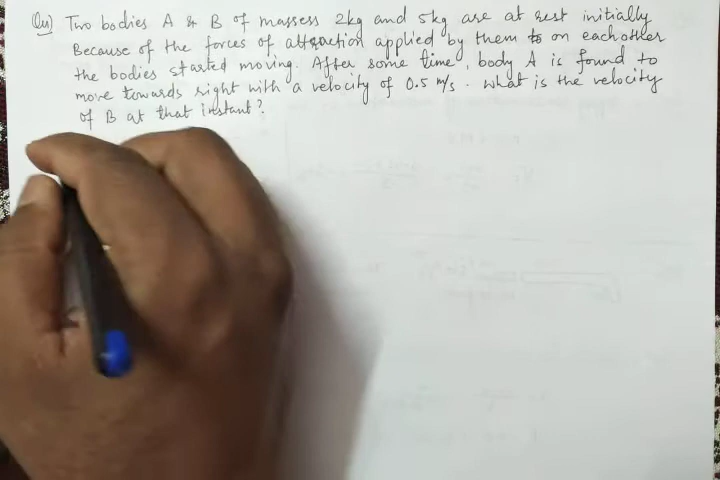 Qn) Two bodies A & B of massess 2kg and 5kg are at rest initially
Because of the forces of attraction applied by them to on eachother
the bodies started moving. After some time, body A is found to
move towards right with a velocity of 0.5 m/s. what is the velocity
of B at that instant?